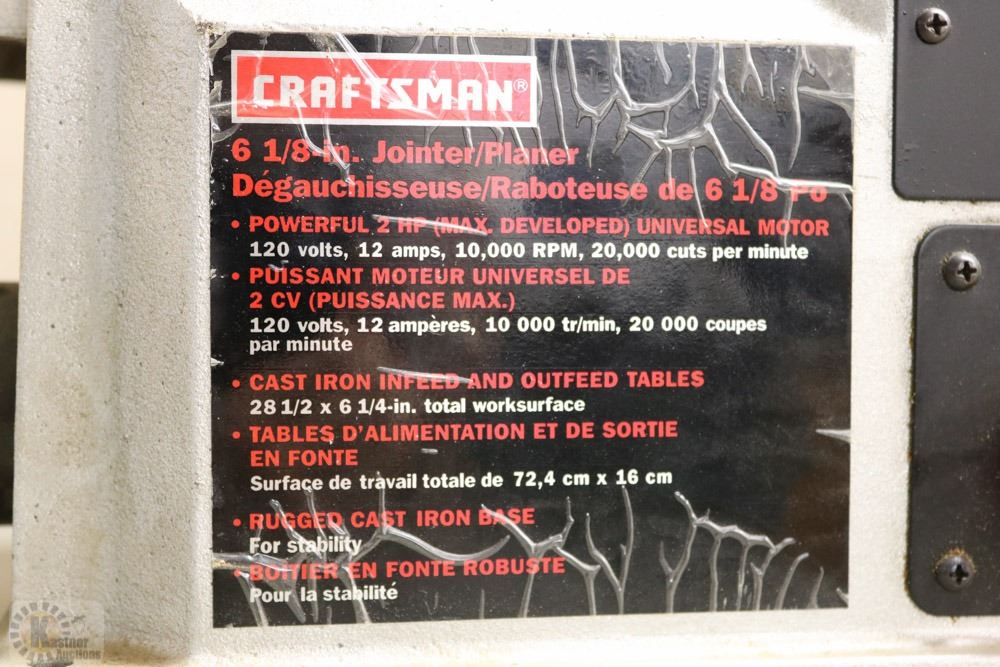 CRAFTSMAN®
6 1/8-in. Jointer/Planer
Dégauchisseuse/Raboteuse de 6 1/8 Po
• POWERFUL 2 HP (MAX. DEVELOPED) UNIVERSAL MOTOR
120 volts, 12 amps, 10,000 RPM, 20,000 cuts per minute
• PUISSANT MOTEUR UNIVERSEL DE
2 CV (PUISSANCE MAX.)
120 volts, 12 ampères, 10 000 tr/min, 20 000 coupes
par minute
• CAST IRON INFEED AND OUTFEED TABLES
28 1/2 x 6 1/4-in. total worksurface
• TABLES D'ALIMENTATION ET DE SORTIE
EN FONTE
Surface de travail totale de 72,4 cm x 16 cm
• RUGGED CAST IRON BASE
For stability
• BOITIER EN FONTE ROBUSTE
Pour la stabilité
Kastner
Auctions